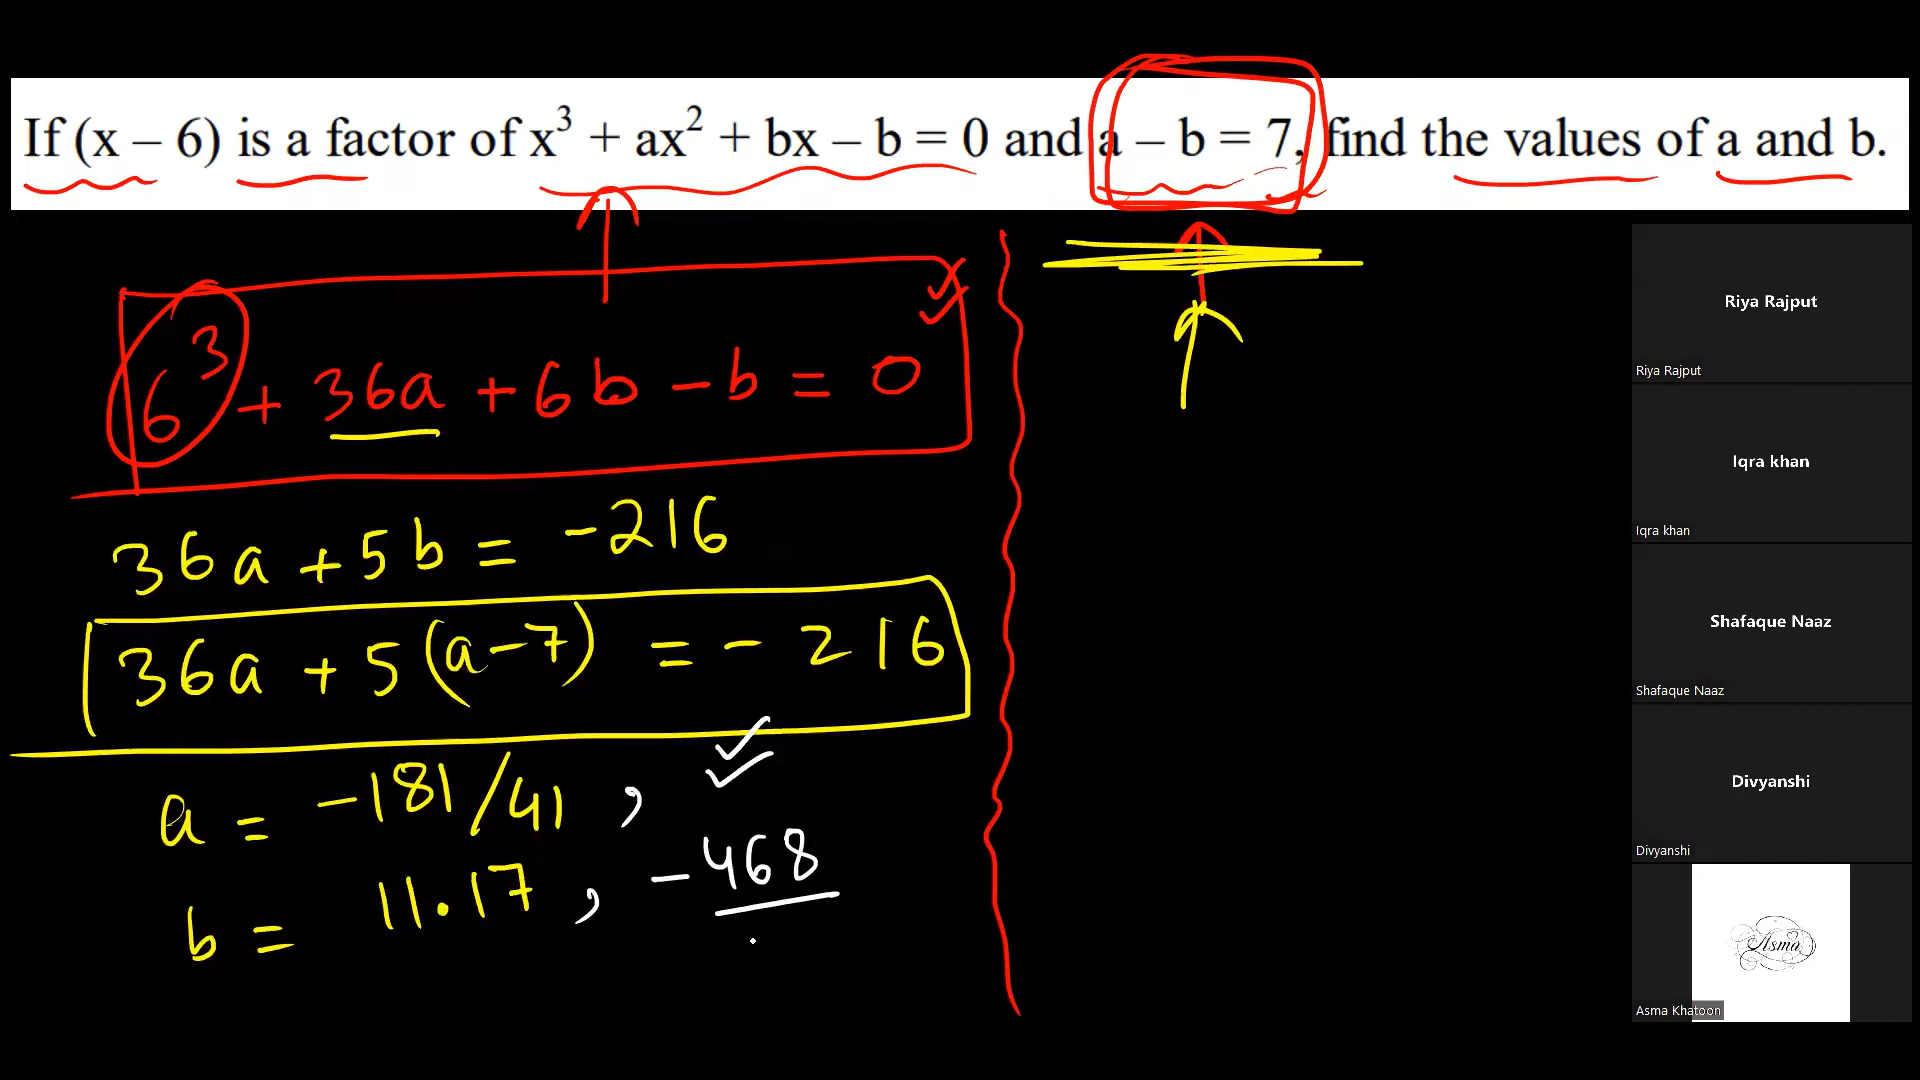 If (x – 6) is a factor of x³ + ax² + bx – b = 0 and a – b = 7, find the values of a and b.
6³ + 36a + 6b - b = 0
36a + 5b = -216
36a + 5(a-7) = - 216
a = -181/41 ,
b = 11.17 , -468
Riya Rajput
Riya Rajput
Iqra khan
Iqra khan
Shafaque Naaz
Shafaque Naaz
Divyanshi
Divyanshi
Asma
Asma Khatoon